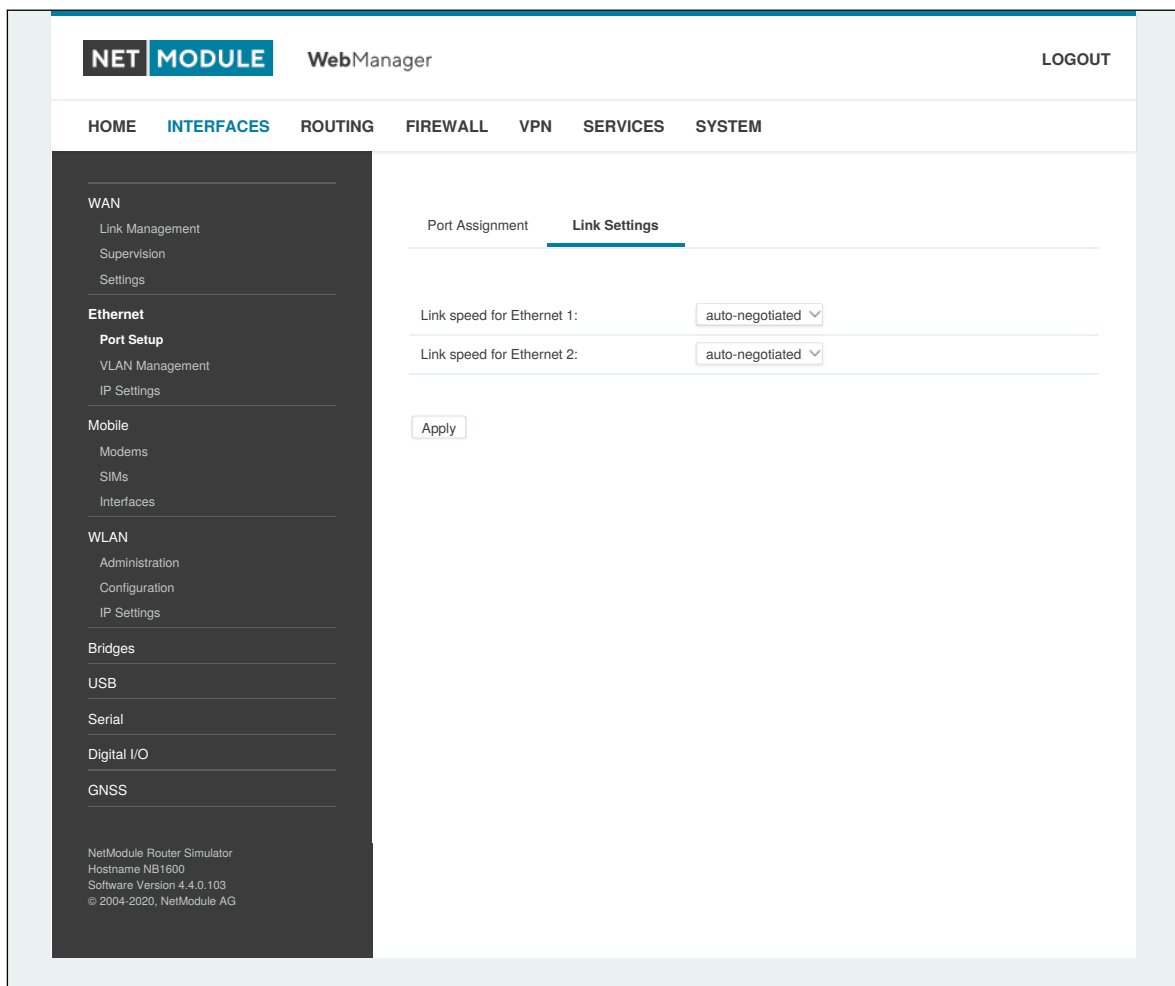 NET MODULE WebManager LOGOUT
HOME INTERFACES ROUTING FIREWALL VPN SERVICES SYSTEM
WAN
Link Management
Supervision
Settings
Ethernet
Port Setup
VLAN Management
IP Settings
Mobile
Modems
SIMs
Interfaces
WLAN
Administration
Configuration
IP Settings
Bridges
USB
Serial
Digital I/O
GNSS
NetModule Router Simulator
Hostname NB1600
Software Version 4.4.0.103
© 2004-2020, NetModule AG
Port Assignment Link Settings
Link speed for Ethernet 1: auto-negotiated
Link speed for Ethernet 2: auto-negotiated
Apply